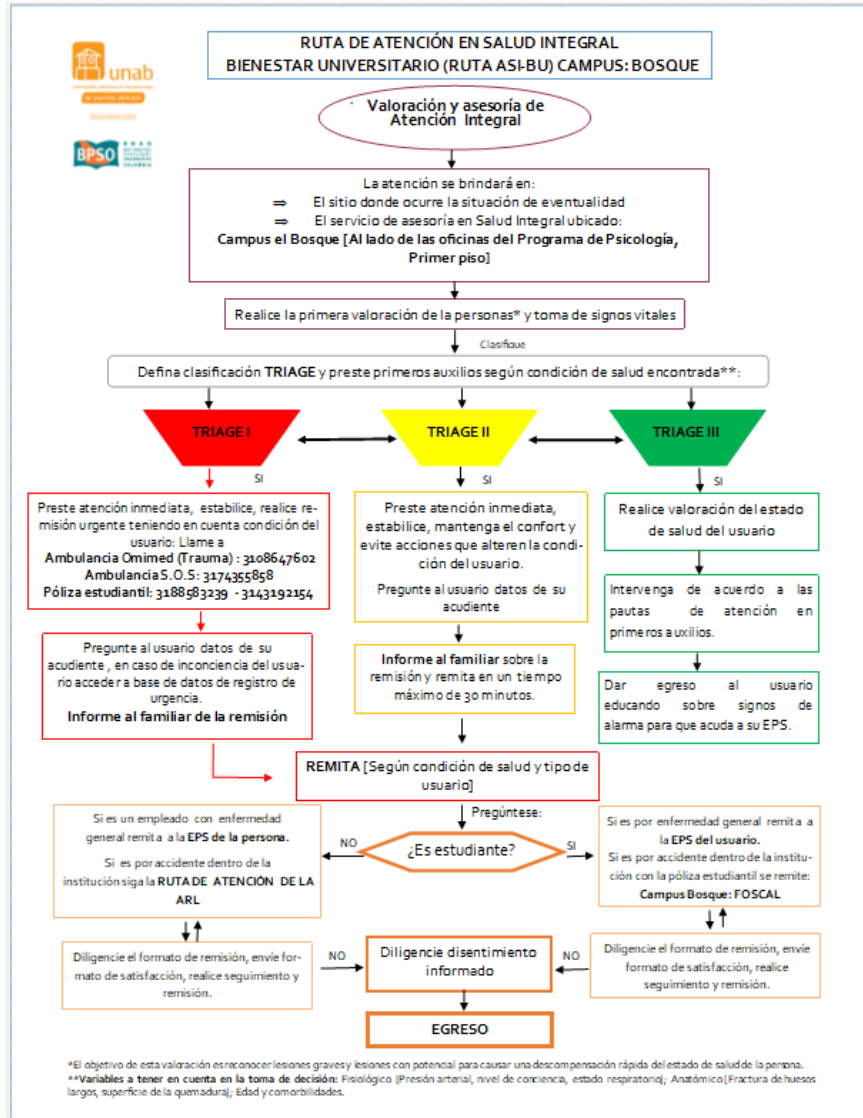 RUTA DE ATENCIÓN EN SALUD INTEGRAL
BIENESTAR UNIVERSITARIO (RUTA ASI-BU) CAMPUS: BOSQUE
unab
BPSO
Valoración y asesoría de
Atención Integral
La atención se brindará en:
⇒ El sitio donde ocurre la situación de eventualidad
⇒ El servicio de asesoría en Salud Integral ubicado:
Campus el Bosque [Al lado de las oficinas del Programa de Psicología,
Primer piso]
Realice la primera valoración de la personas* y toma de signos vitales
Clasifique
Defina clasificación TRIAGE y preste primeros auxilios según condición de salud encontrada**:
TRIAGE I
TRIAGE II
TRIAGE III
SI
SI
SI
Preste atención inmediata, estabilice, realice re-
misión urgente teniendo en cuenta condición del
usuario: Llame a
Ambulancia Omimed (Trauma) : 3108647602
Ambulancia S.O.S: 3174355858
Póliza estudiantil: 3188583239 - 3143192154
Pregunte al usuario datos de su
acudiente , en caso de inconciencia del usua-
rio acceder a base de datos de registro de
urgencia.
Informe al familiar de la remisión
Preste atención inmediata,
estabilice, mantenga el confort y
evite acciones que alteren la condi-
ción del usuario.
Pregunte al usuario datos de su
acudiente
Informe al familiar sobre la
remisión y remita en un tiempo
máximo de 30 minutos.
Realice valoración del estado
de salud del usuario
Intervenga de acuerdo a las
pautas de atención en
primeros auxilios.
Dar egreso al usuario
educando sobre signos de
alarma para que acuda a su EPS.
REMITA [Según condición de salud y tipo de
usuario]
Pregúntese:
¿Es estudiante?
NO
SI
Si es un empleado con enfermedad
general remita a la EPS de la persona.
Si es por accidente dentro de la
institución siga la RUTA DE ATENCIÓN DE LA
ARL
Si es por enfermedad general remita a
la EPS del usuario.
Si es por accidente dentro de la institu-
ción con la póliza estudiantil se remite:
Campus Bosque: FOSCAL
Diligencie el formato de remisión, envíe for-
mato de satisfacción, realice seguimiento y
remisión.
NO
Diligencie disentimiento
informado
NO
Diligencie el formato de remisión, envíe
formato de satisfacción, realice
seguimiento y remisión.
EGRESO
*El objetivo de esta valoración es reconocer lesiones graves y lesiones con potencial para causar una descompensación rápida del estado de salud de la persona.
**Variables a tener en cuenta en la toma de decisión: Fisiológico [Presión arterial, nivel de conciencia, estado respiratorio]; Anatómico [Fractura de huesos
largos, superficie de la quemadura]; Edad y comorbilidades.